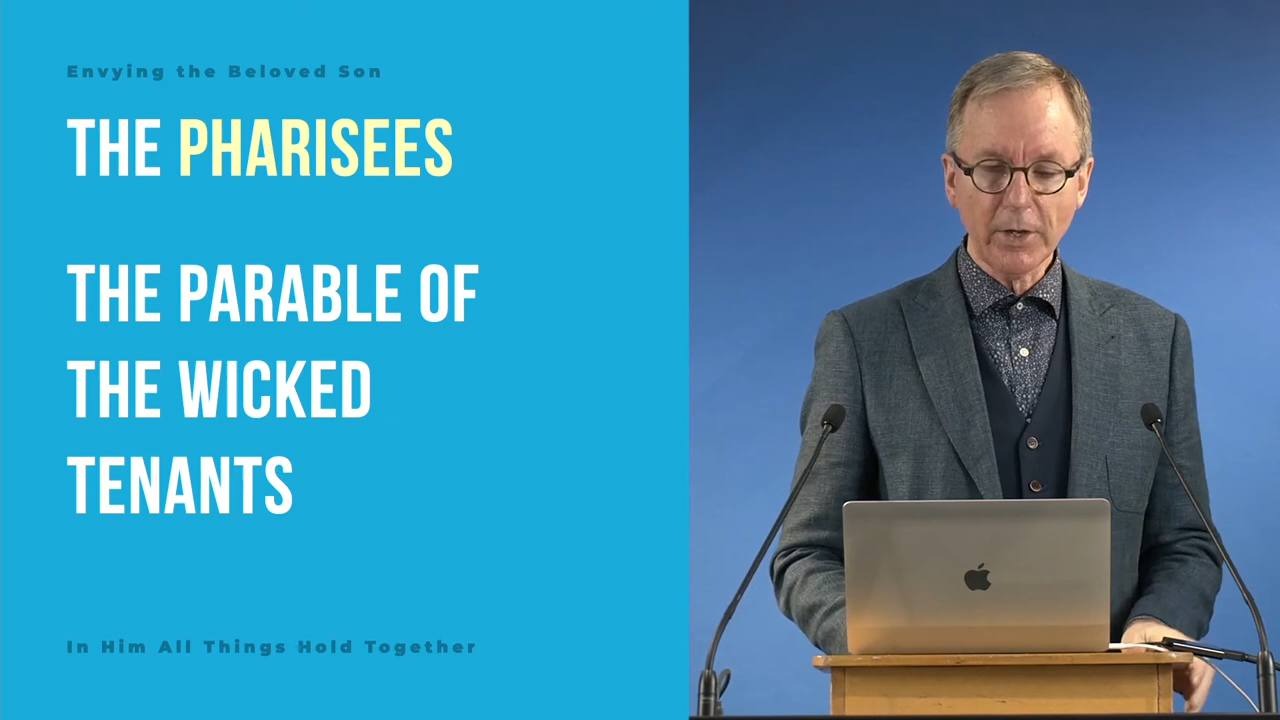 Envying the Beloved Son
THE PHARISEES
THE PARABLE OF
THE WICKED
TENANTS
In Him All Things Hold Together